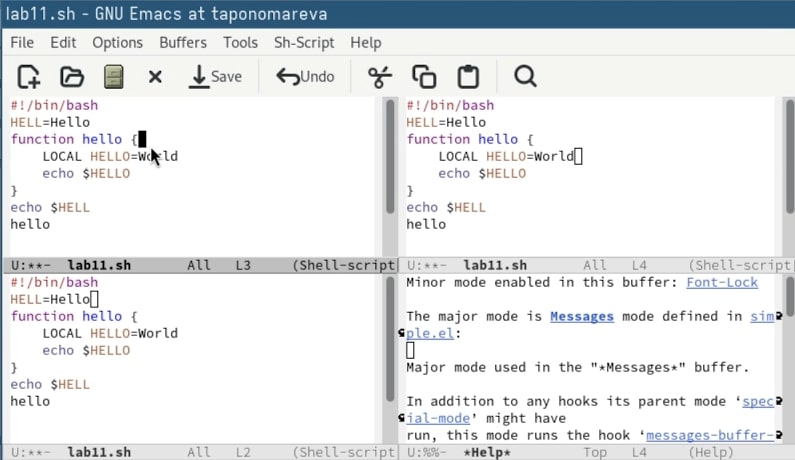 lab11.sh - GNU Emacs at taponomareva
File Edit Options Buffers Tools Sh-Script Help
Save Undo
#!/bin/bash
HELL=Hello
function hello {
LOCAL HELLO=World
echo $HELLO
}
echo $HELL
hello
U:**- lab11.sh All L3 (Shell-script
#!/bin/bash
HELL=Hello
function hello {
LOCAL HELLO=World
echo $HELLO
}
echo $HELL
hello
U:**- lab11.sh All L4 (Shell-script
#!/bin/bash
HELL=Hello
function hello {
LOCAL HELLO=World
echo $HELLO
}
echo $HELL
hello
U:**- lab11.sh All L2 (Shell-script
Minor mode enabled in this buffer: Font-Lock
The major mode is Messages mode defined in sim
ple.el:
Major mode used in the "*Messages*" buffer.
In addition to any hooks its parent mode ‘spec
ial-mode’ might have
run, this mode runs the hook ‘messages-buffer-
U:%%- *Help* Top L4 (Help)